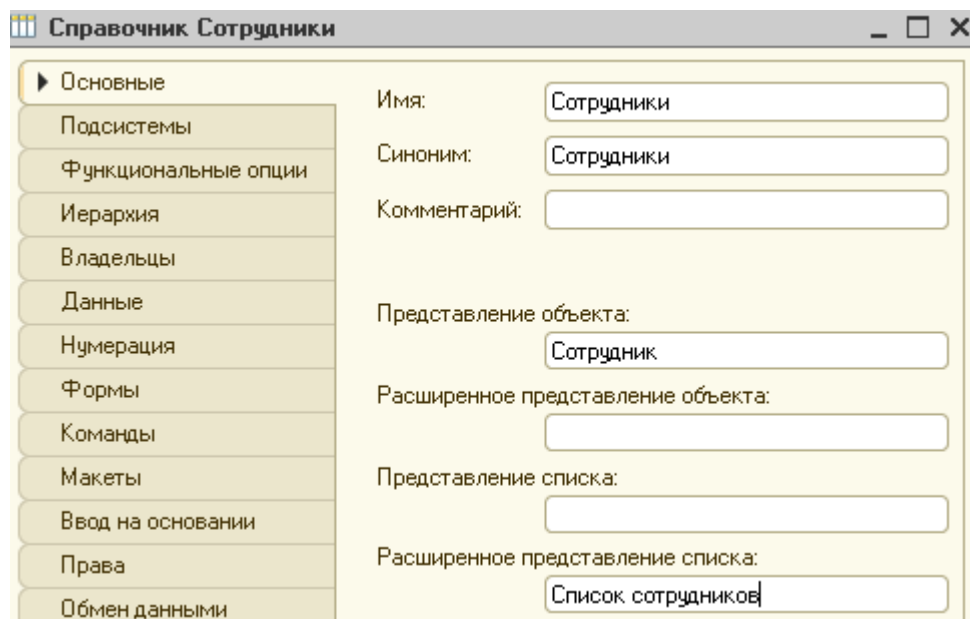 Справочник Сотрудники
Основные
Подсистемы
Функциональные опции
Иерархия
Владельцы
Данные
Нумерация
Формы
Команды
Макеты
Ввод на основании
Права
Обмен данными
Имя: Сотрудники
Синоним: Сотрудники
Комментарий:
Представление объекта:
Сотрудник
Расширенное представление объекта:
Представление списка:
Расширенное представление списка:
Список сотрудников